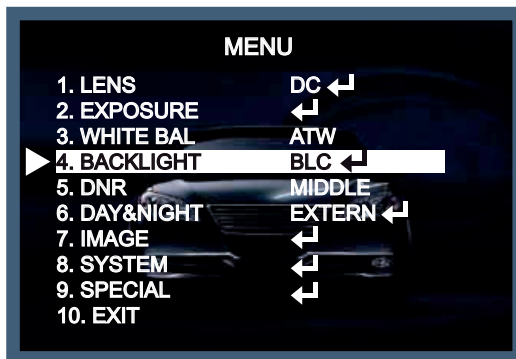 MENU
1. LENS DC ↵
2. EXPOSURE ↵
3. WHITE BAL ATW
4. BACKLIGHT BLC ↵
5. DNR MIDDLE
6. DAY&NIGHT EXTERN ↵
7. IMAGE ↵
8. SYSTEM ↵
9. SPECIAL ↵
10. EXIT